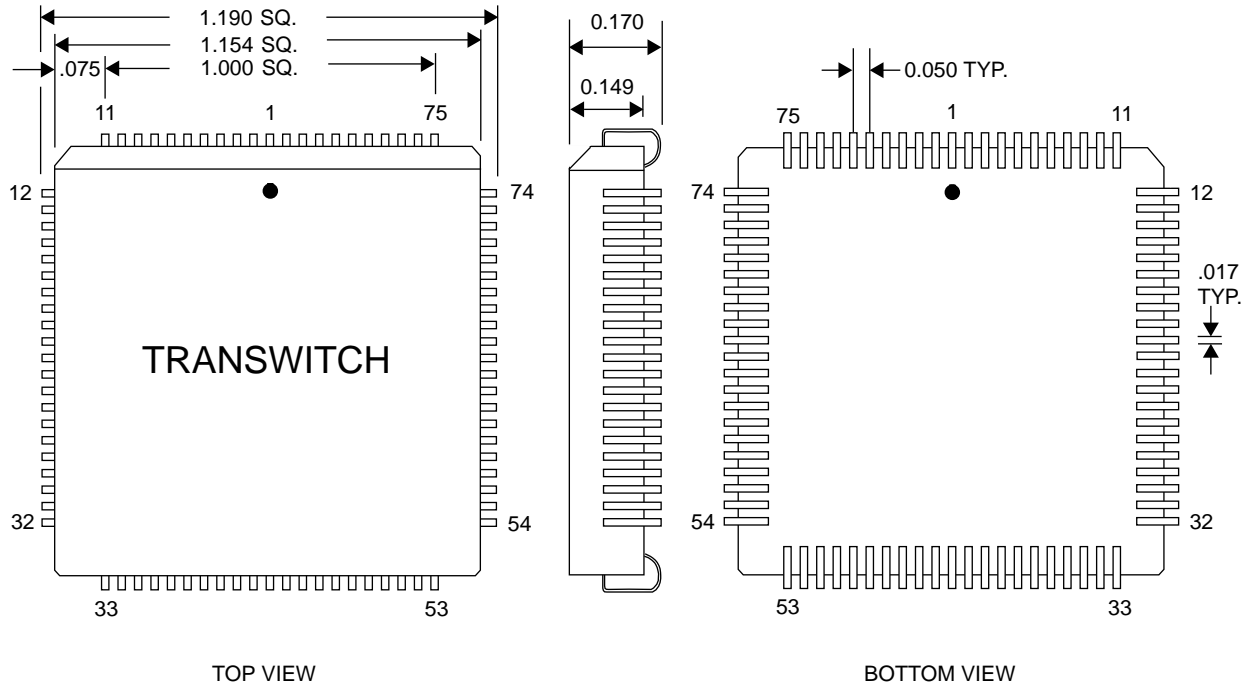 1.190 SQ.
1.154 SQ.
.075 1.000 SQ.
11 1 75
12 74
TRANSWITCH
32 54
33 53
TOP VIEW
0.170
0.149
0.050 TYP.
75 1 11
74 12
.017
TYP.
54 32
53 33
BOTTOM VIEW